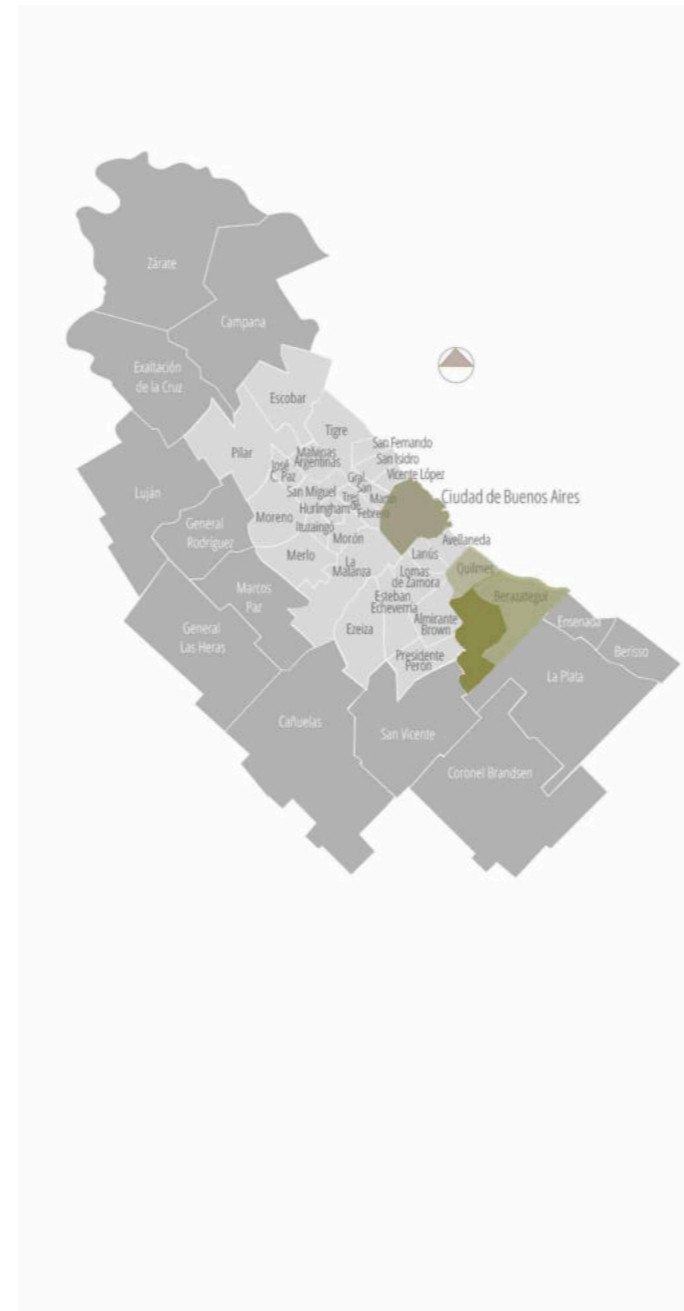 Zárate
Campana
Exaltación
de la Cruz
Escobar
Tigre
San Fernando
San Isidro
Vicente López
Pilar
Malvinas
Argentinas
José
C. Paz
Gral.
San
Martín
Luján
San Miguel
Tres
de
Febrero
Ciudad de Buenos Aires
Hurlingham
Moreno
General
Rodríguez
Ituzaingó
Morón
Avellaneda
Merlo
La
Matanza
Lanús
Lomas
de Zamora
Quilmes
Marcos
Paz
Esteban
Echeverría
Berazategui
General
Las Heras
Ezeiza
Almirante
Brown
Ensenada
Presidente
Perón
Berisso
La Plata
Cañuelas
San Vicente
Coronel Brandsen